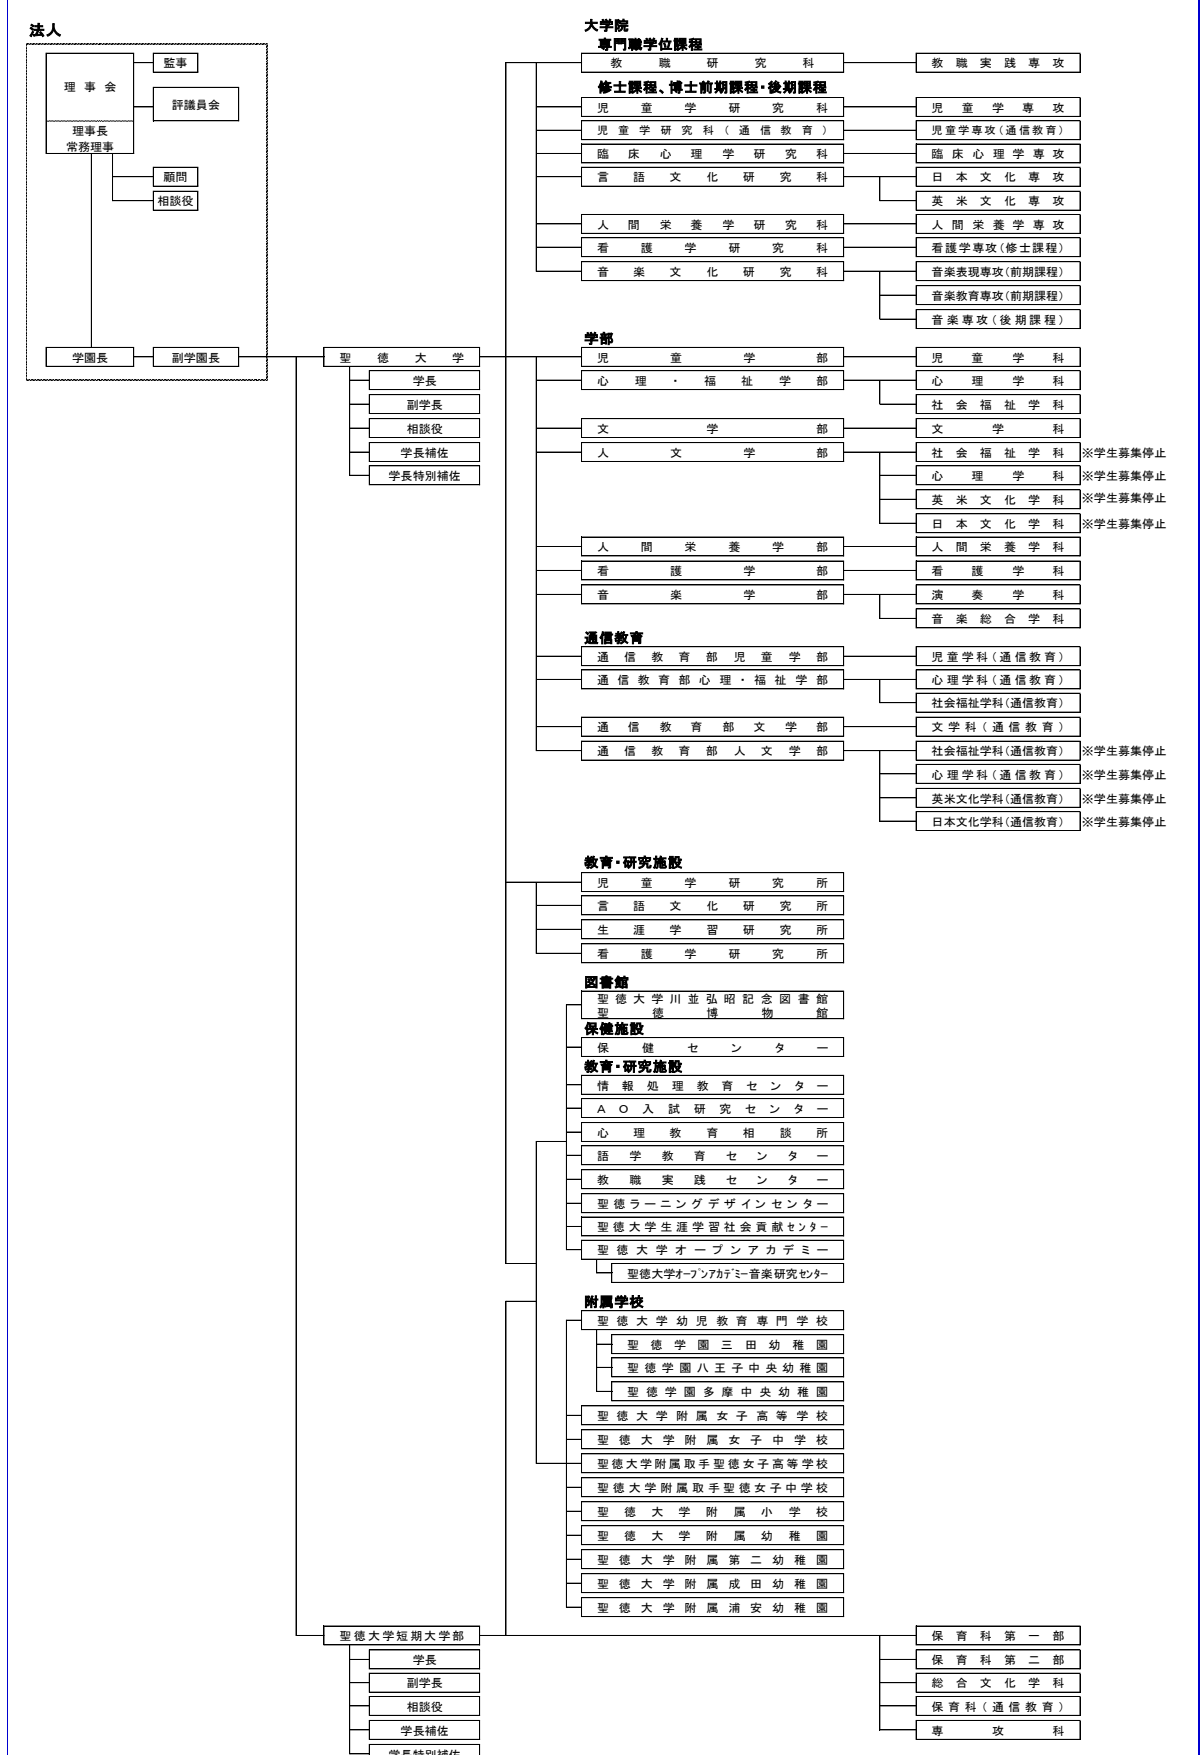 法人
理事会
監事
評議員会
理事長
常務理事
顧問
相談役
学園長
副学園長
聖徳大学
学長
副学長
相談役
学長補佐
学長特別補佐
大学院
専門職学位課程
教職研究科
教職実践専攻
修士課程、博士前期課程・後期課程
児童学研究科
児童学専攻
児童学研究科(通信教育)
児童学専攻(通信教育)
臨床心理学研究科
臨床心理学専攻
言語文化研究科
日本文化専攻
英米文化専攻
人間栄養学研究科
人間栄養学専攻
看護学研究科
看護学専攻(修士課程)
音楽文化研究科
音楽表現専攻(前期課程)
音楽教育専攻(前期課程)
音楽専攻(後期課程)
学部
児童学部
児童学科
心理・福祉学部
心理学科
社会福祉学科
文学部
文学科
人文学部
社会福祉学科 ※学生募集停止
心理学科 ※学生募集停止
英米文化学科 ※学生募集停止
日本文化学科 ※学生募集停止
人間栄養学部
人間栄養学科
看護学部
看護学科
音楽学部
演奏学科
音楽総合学科
通信教育
通信教育部児童学部
児童学科(通信教育)
通信教育部心理・福祉学部
心理学科(通信教育)
社会福祉学科(通信教育)
通信教育部文学部
文学科(通信教育)
通信教育部人文学部
社会福祉学科(通信教育) ※学生募集停止
心理学科(通信教育) ※学生募集停止
英米文化学科(通信教育) ※学生募集停止
日本文化学科(通信教育) ※学生募集停止
教育・研究施設
児童学研究所
言語文化研究所
生涯学習研究所
看護学研究所
図書館
聖徳大学川並弘昭記念図書館
聖徳博物館
保健施設
保健センター
教育・研究施設
情報処理教育センター
AO入試研究センター
心理教育相談所
語学教育センター
教職実践センター
聖徳ラーニングデザインセンター
聖徳大学生涯学習社会貢献センター
聖徳大学オープンアカデミー
聖徳大学オープンアカデミー音楽研究センター
附属学校
聖徳大学幼児教育専門学校
聖徳学園三田幼稚園
聖徳学園八王子中央幼稚園
聖徳学園多摩中央幼稚園
聖徳大学附属女子高等学校
聖徳大学附属女子中学校
聖徳大学附属取手聖徳女子高等学校
聖徳大学附属取手聖徳女子中学校
聖徳大学附属小学校
聖徳大学附属幼稚園
聖徳大学附属第二幼稚園
聖徳大学附属成田幼稚園
聖徳大学附属浦安幼稚園
聖徳大学短期大学部
学長
副学長
相談役
学長補佐
学長特別補佐
保育科第一部
保育科第二部
総合文化学科
保育科(通信教育)
専攻科